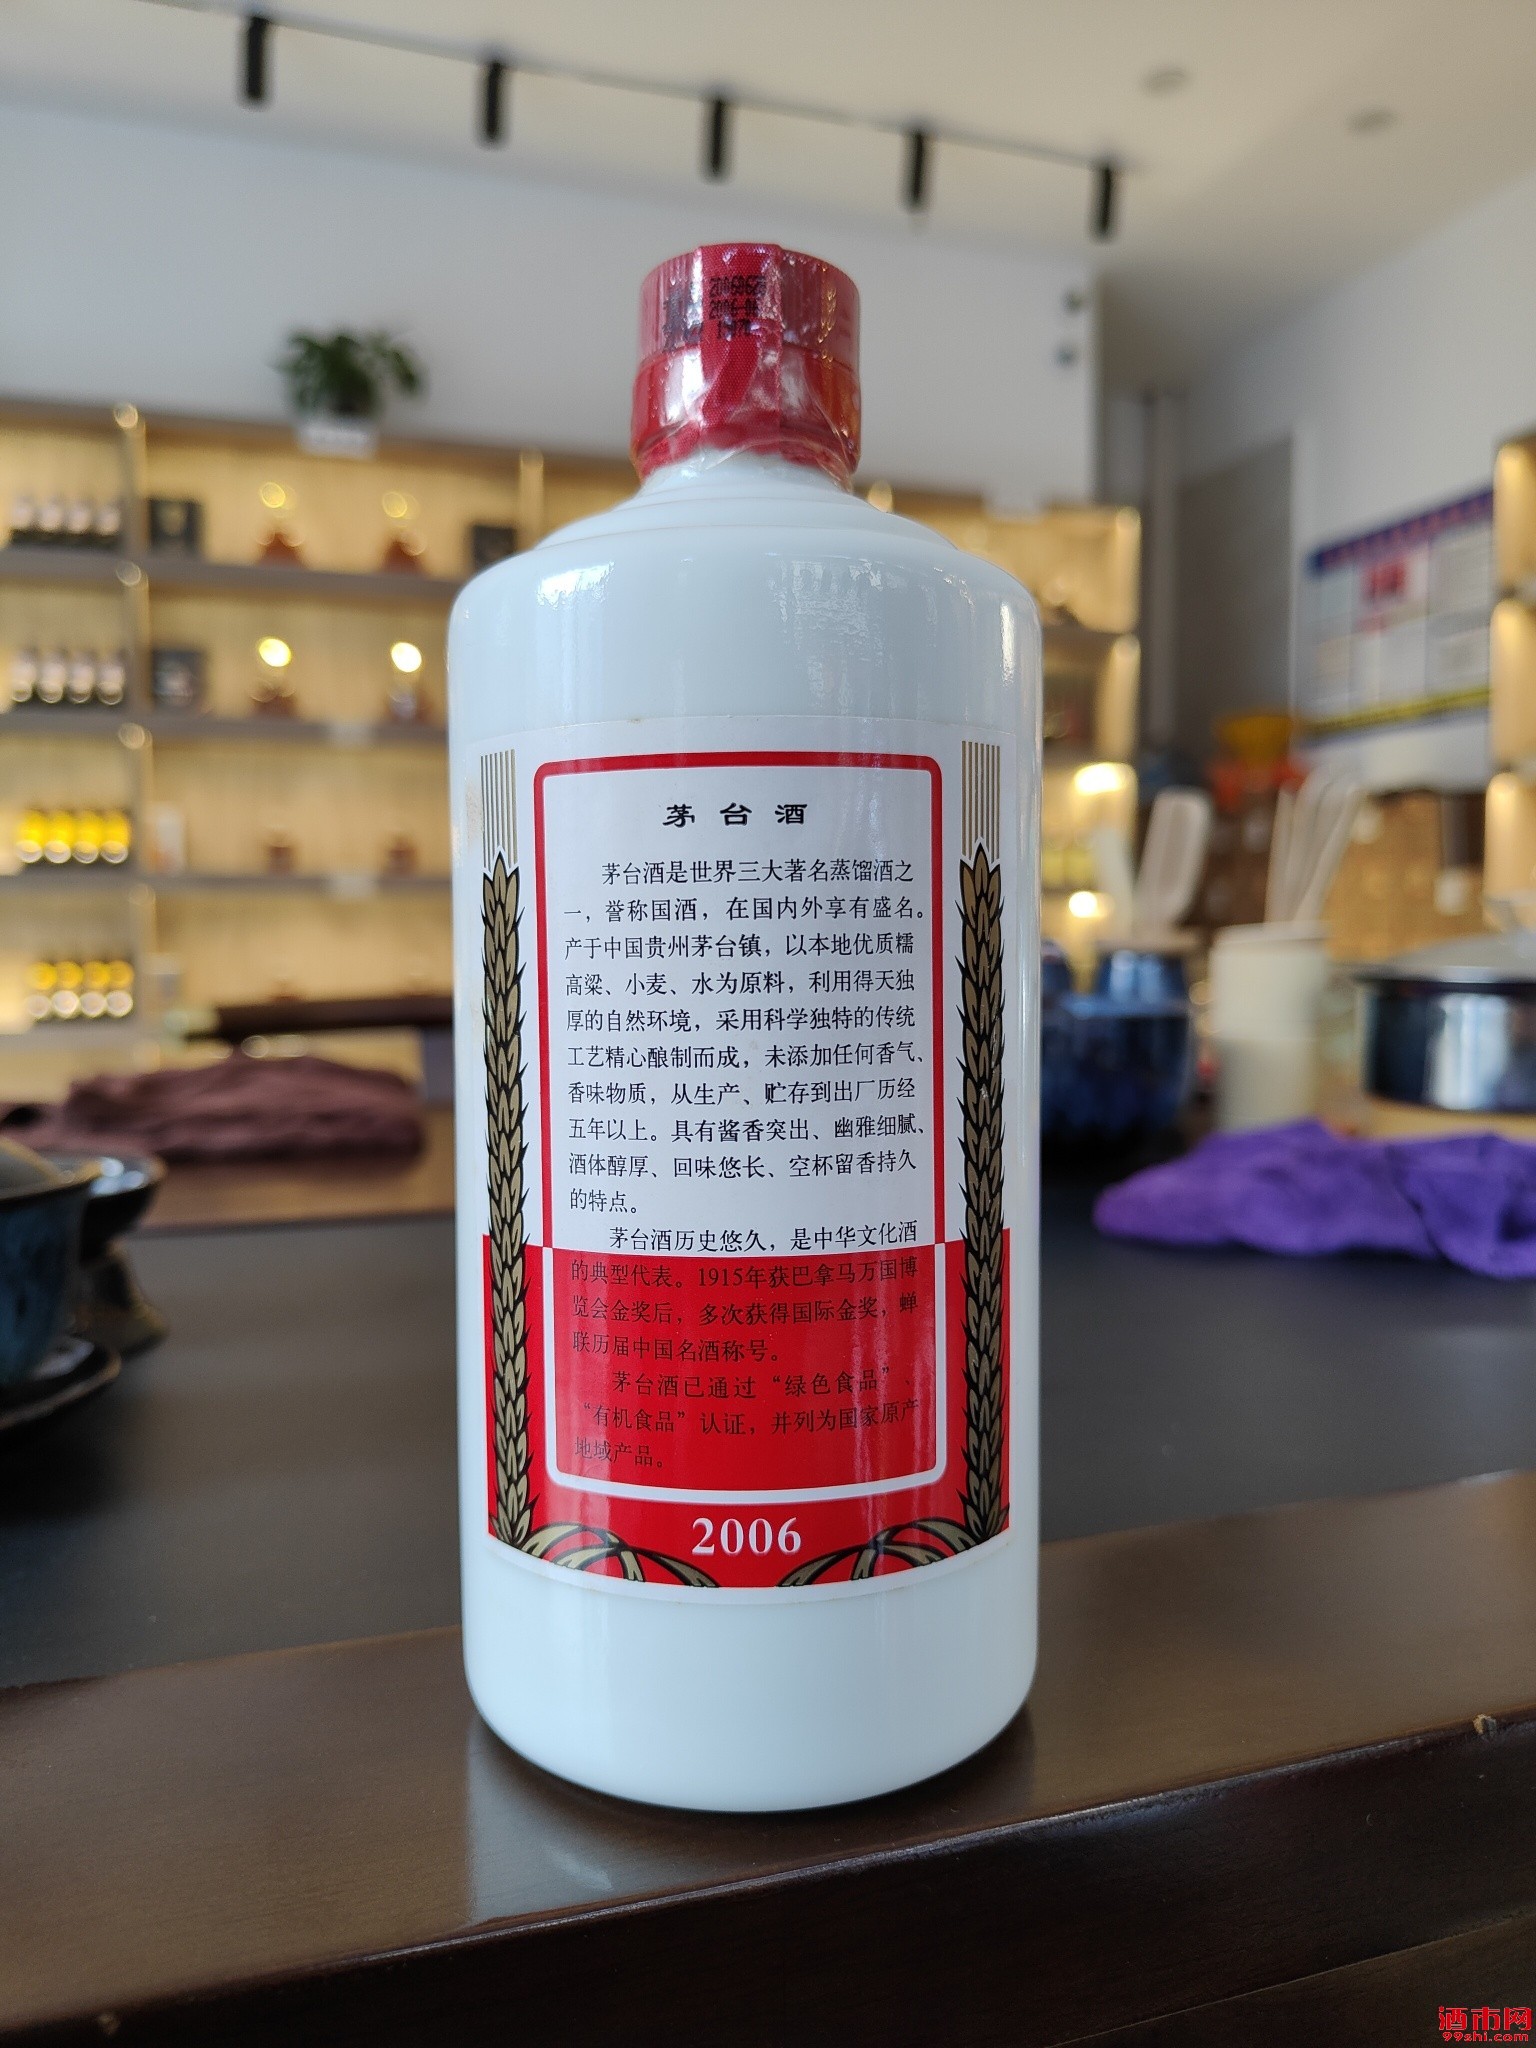 茅台酒
茅台酒是世界三大著名蒸馏酒之
一，誉称国酒，在国内外享有盛名。
产于中国贵州茅台镇，以本地优质糯
高粱、小麦、水为原料，利用得天独
厚的自然环境，采用科学独特的传统
工艺精心酿制而成，未添加任何香气、
香味物质，从生产、贮存到出厂历经
五年以上。具有酱香突出、幽雅细腻、
酒体醇厚、回味悠长、空杯留香持久
的特点。
茅台酒历史悠久，是中华文化酒
的典型代表。1915年获巴拿马万国博
览会金奖后，多次获得国际金奖，蝉
联历届中国名酒称号。
茅台酒已通过“绿色食品”、
“有机食品”认证，并列为国家原产
地域产品。
2006
酒市网
99shi.com